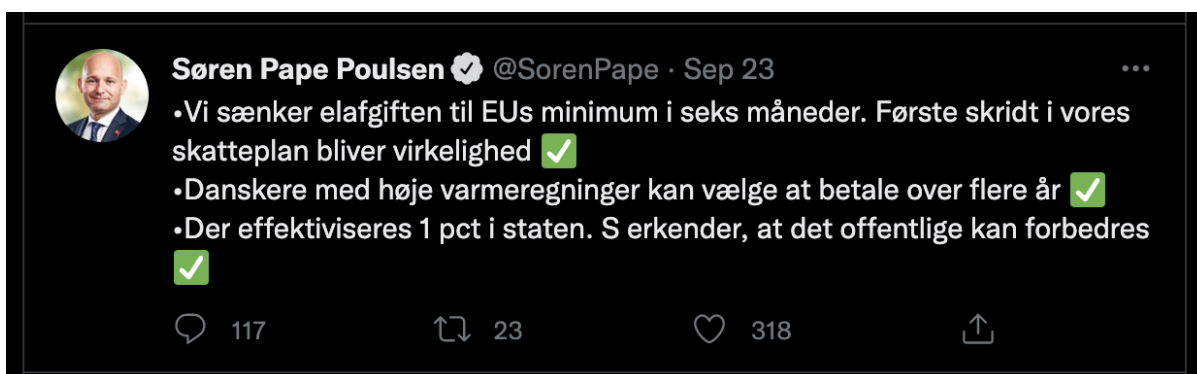 Søren Pape Poulsen @SorenPape · Sep 23
•Vi sænker elafgiften til EUs minimum i seks måneder. Første skridt i vores
skatteplan bliver virkelighed ✅
•Danskere med høje varmeregninger kan vælge at betale over flere år ✅
•Der effektiviseres 1 pct i staten. S erkender, at det offentlige kan forbedres
✅
117 23 318